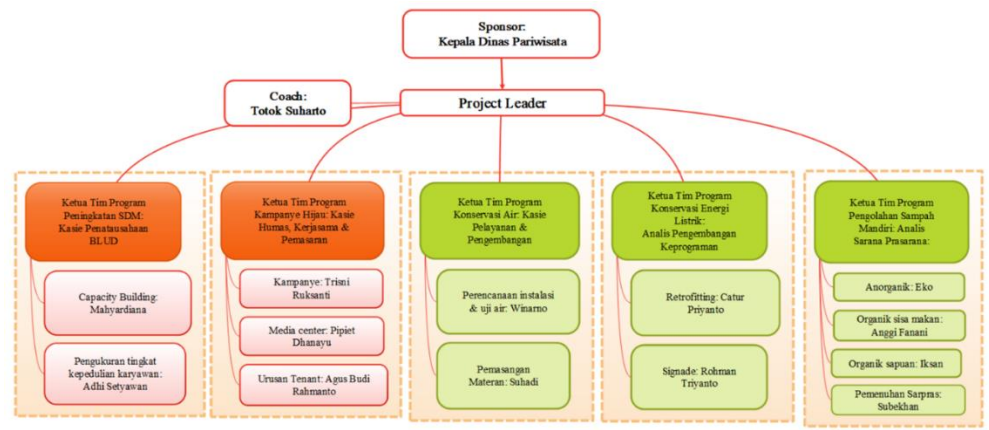 Sponsor:
Kepala Dinas Pariwisata
Coach:
Totok Suharto
Project Leader
Ketua Tim Program
Peningkatan SDM:
Kasie Penatausahaan
BLUD
Capacity Building:
Mahyardiana
Pengukuran tingkat
kepedulian karyawan:
Adhi Setyawan
Ketua Tim Program
Kampanye Hijau: Kasie
Humas, Kerjasama &
Pemasaran
Kampanye: Trisni
Ruksanti
Media center: Pipiet
Dhanayu
Urusan Tenant: Agus Budi
Rahmanto
Ketua Tim Program
Konservasi Air: Kasie
Pelayanan &
Pengembangan
Perencanaan instalasi
& uji air: Winarno
Pemasangan
Materan: Suhadi
Ketua Tim Program
Konservasi Energi
Listrik:
Analis Pengembangan
Keprograman
Retrofitting: Catur
Priyanto
Signade: Rohman
Triyanto
Ketua Tim Program
Pengolahan Sampah
Mandiri: Analis
Sarana Prasarana:
Anorganik: Eko
Organik sisa makan:
Anggi Fanani
Organik sapuan: Iksan
Pemenuhan Sarpras:
Subekhan